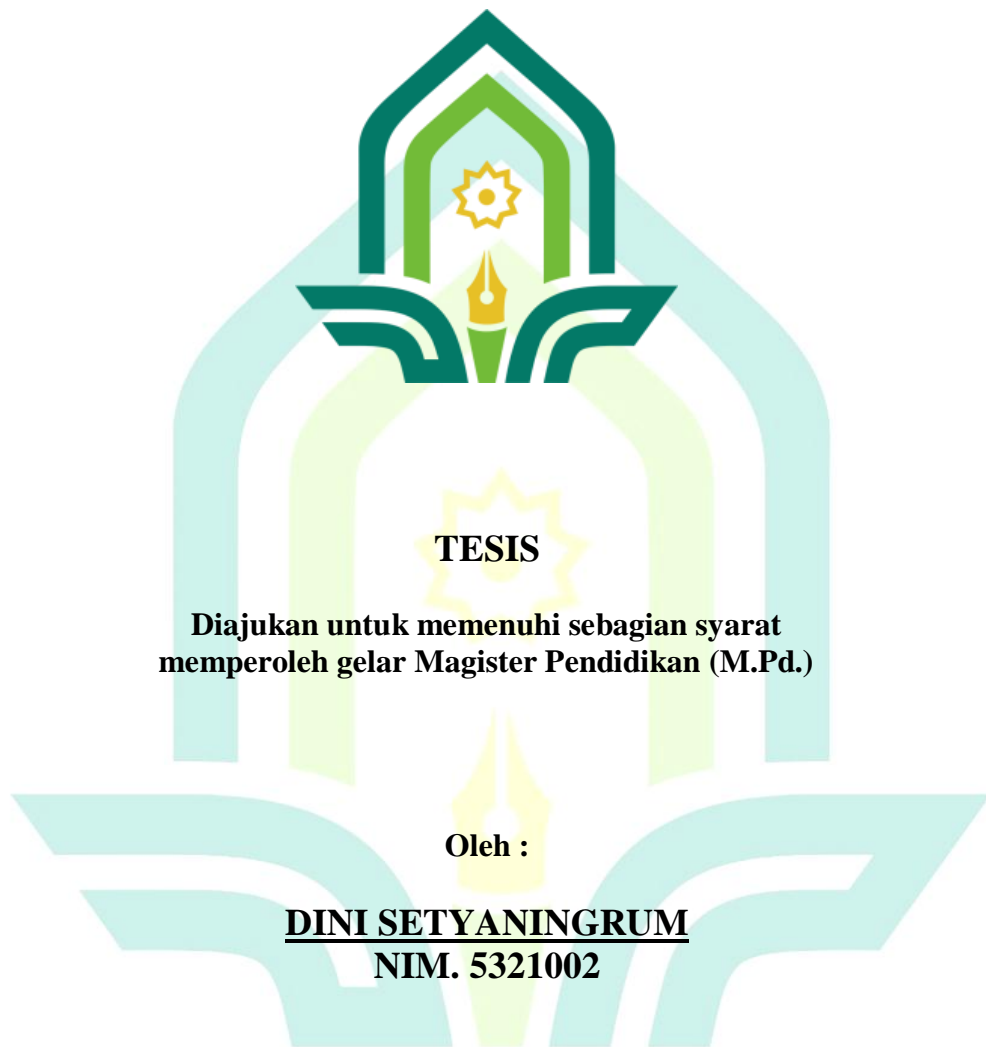 TESIS
Diajukan untuk memenuhi sebagian syarat
memperoleh gelar Magister Pendidikan (M.Pd.)
Oleh :
DINI SETYANINGRUM
NIM. 5321002